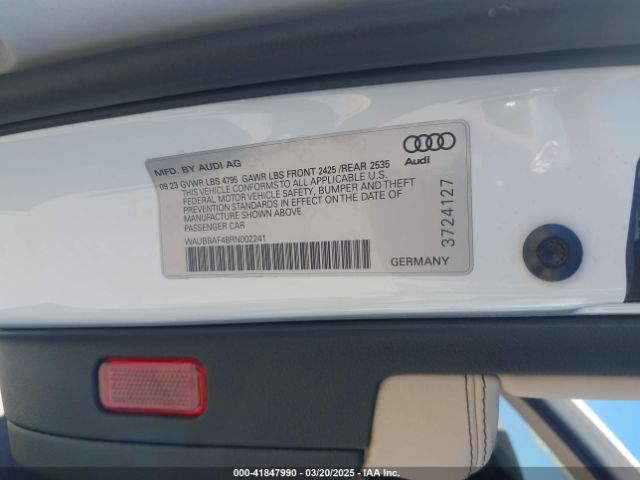 MFD. BY AUDI AG
09 23 GVWR LBS 4795 GAWR LBS FRONT 2425 /REAR 2535
THIS VEHICLE CONFORMS TO ALL APPLICABLE U.S.
FEDERAL MOTOR VEHICLE SAFETY, BUMPER AND THEFT
PREVENTION STANDARDS IN EFFECT ON THE DATE OF
MANUFACTURE SHOWN ABOVE
PASSENGER CAR
WAUBBAF4BRN002241
Audi
3724127
GERMANY
000-41847990 — 03/20/2025 — IAA Inc.